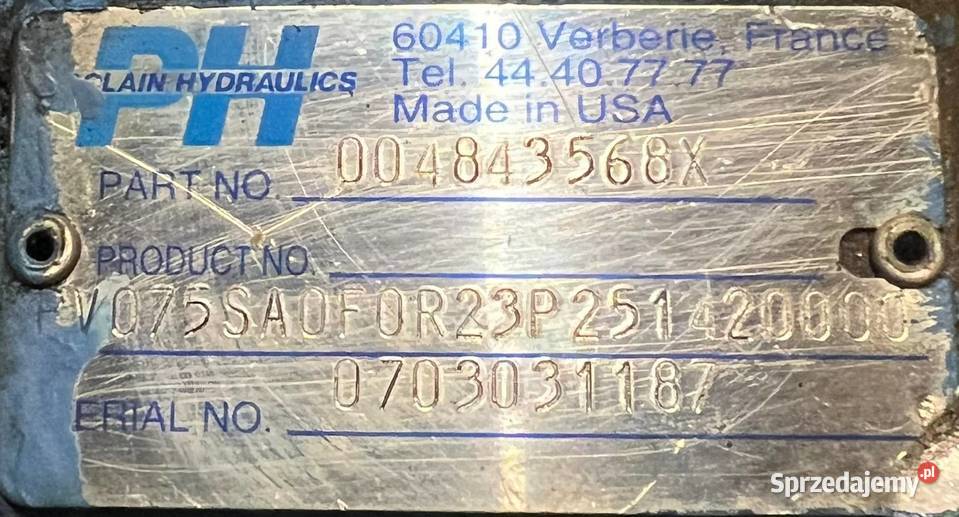 PH
CLAIN HYDRAULICS
60410 Verberie, France
Tel. 44.40.77.77
Made in USA
PART NO. 004843568X
PRODUCT NO.
PV075SA0F0R23P251420000
ERIAL NO. 0703031187
Sprzedajemy.pl